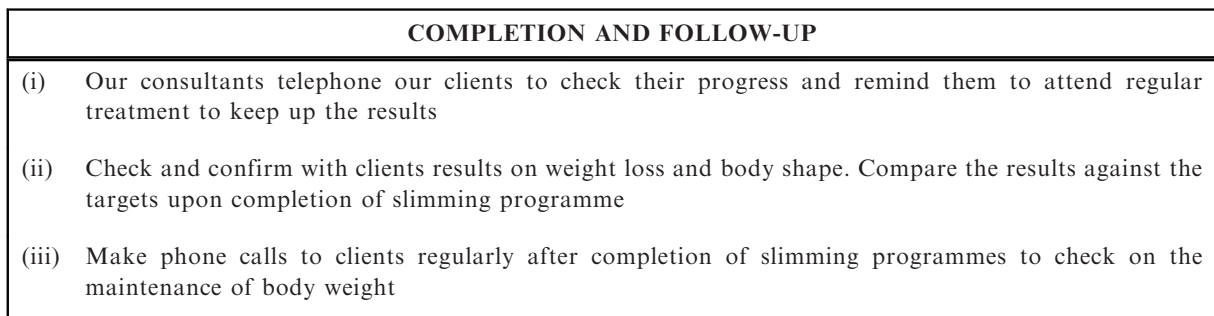 COMPLETION AND FOLLOW-UP
(i) Our consultants telephone our clients to check their progress and remind them to attend regular
treatment to keep up the results
(ii) Check and confirm with clients results on weight loss and body shape. Compare the results against the
targets upon completion of slimming programme
(iii) Make phone calls to clients regularly after completion of slimming programmes to check on the
maintenance of body weight